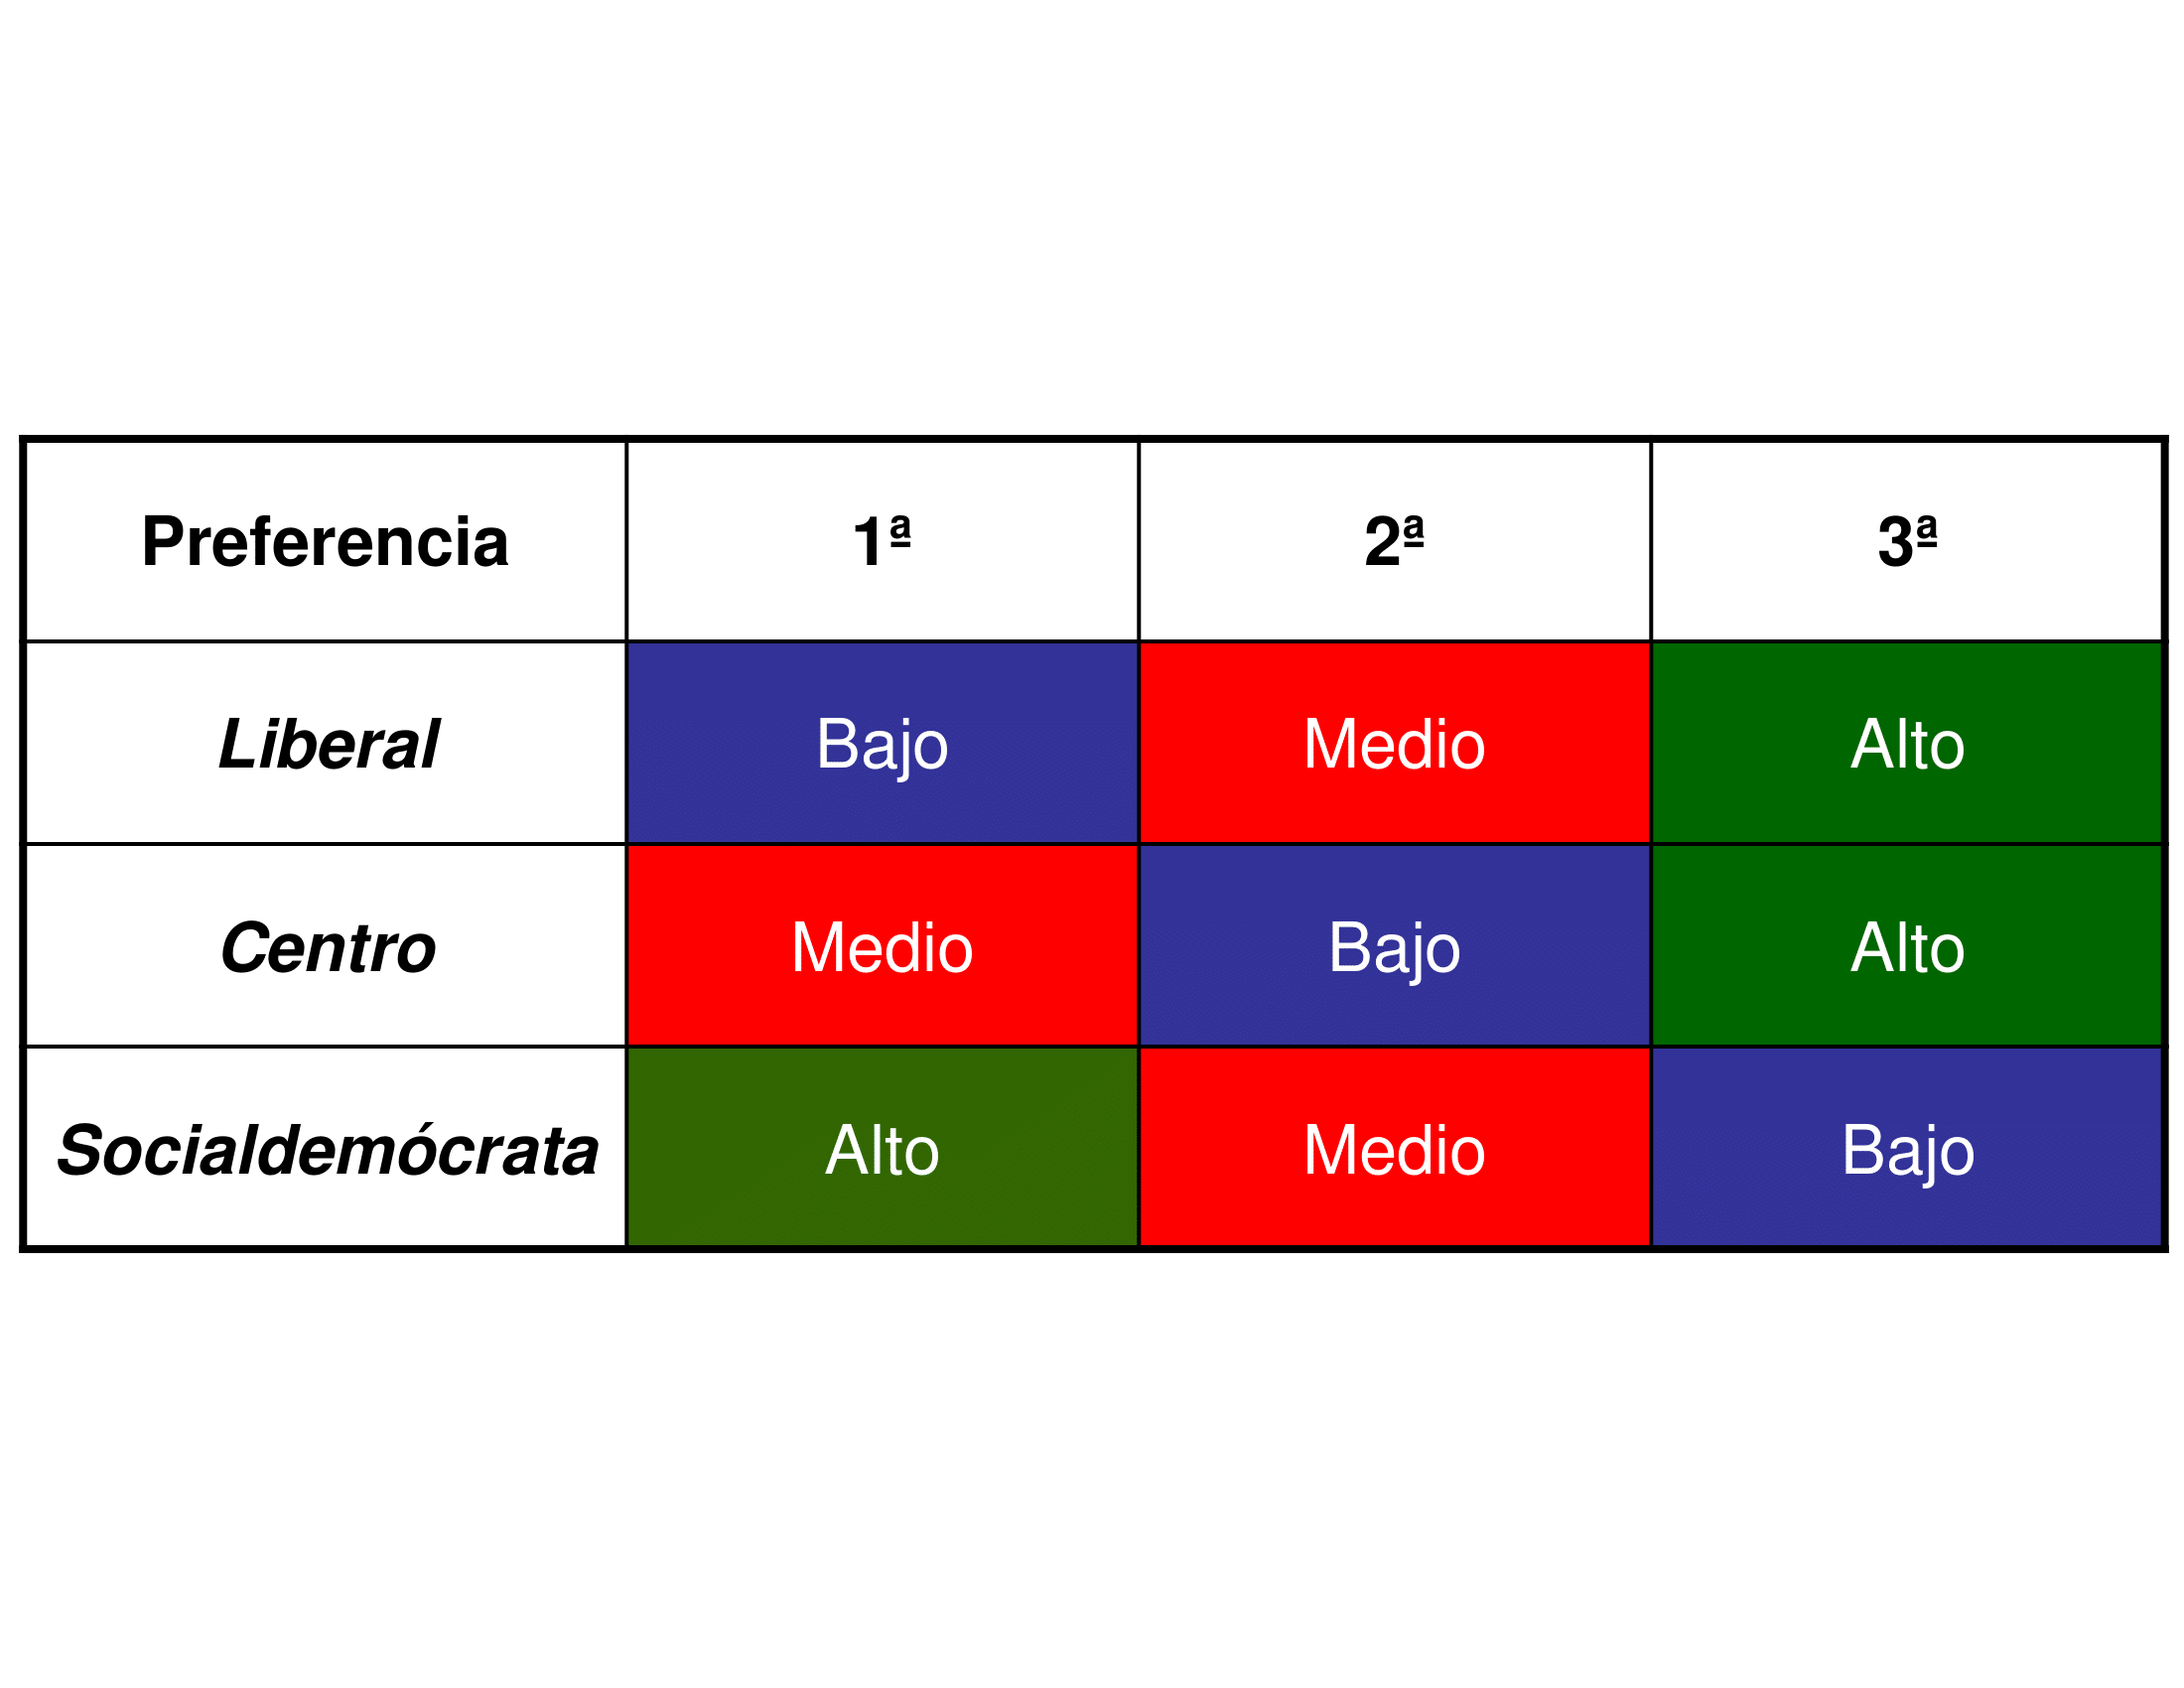 Preferencia 1ª 2ª 3ª
Liberal Bajo Medio Alto
Centro Medio Bajo Alto
Socialdemócrata Alto Medio Bajo